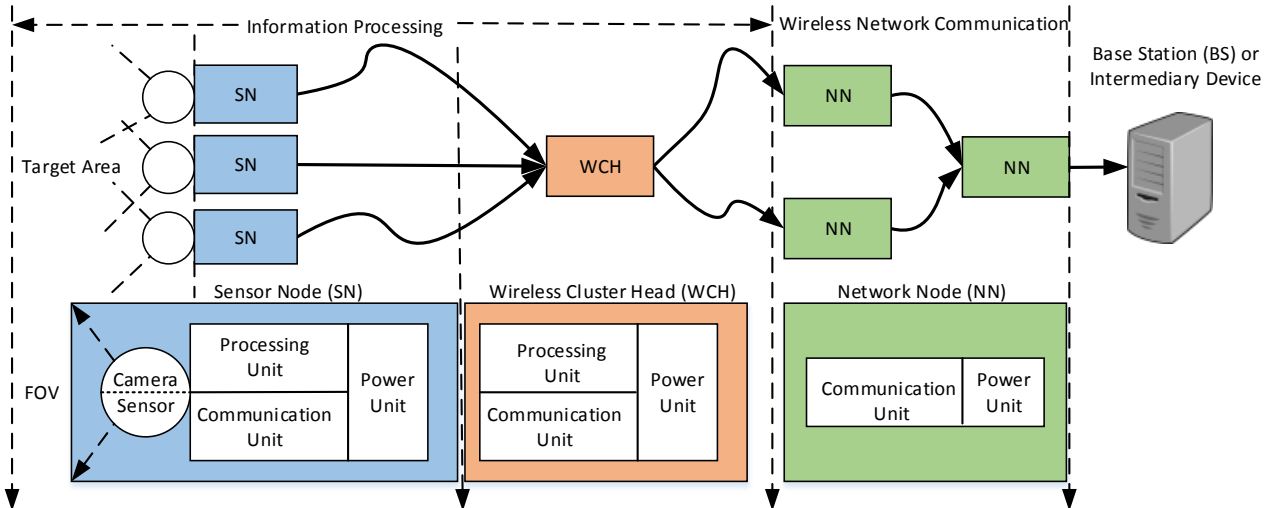 Information Processing
Wireless Network Communication
Base Station (BS) or
Intermediary Device
SN
SN
SN
Target Area
WCH
NN
NN
NN
Sensor Node (SN)
Wireless Cluster Head (WCH)
Network Node (NN)
FOV
Camera
Sensor
Processing
Unit
Communication
Unit
Power
Unit
Processing
Unit
Communication
Unit
Power
Unit
Communication
Unit
Power
Unit